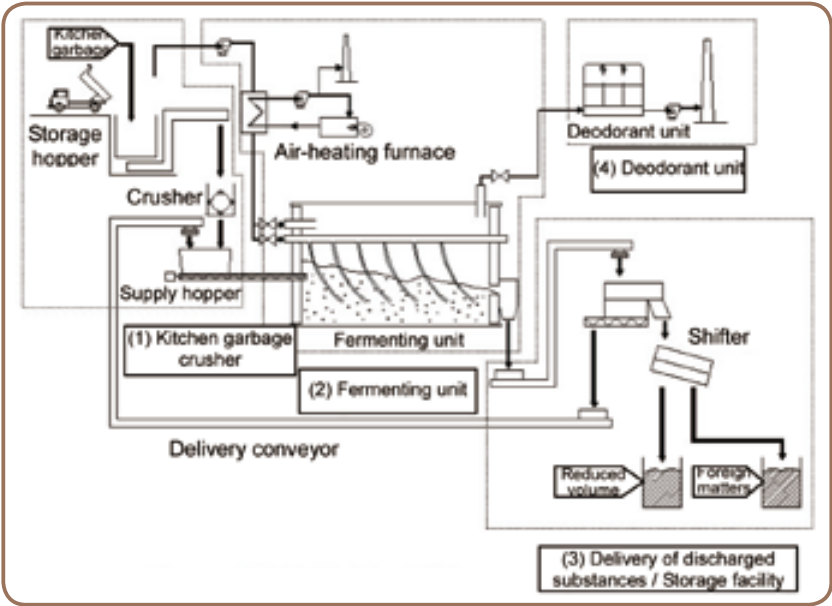 Kitchen
garbage
Storage
hopper
Crusher
Supply hopper
(1) Kitchen garbage
crusher
Air-heating furnace
Fermenting unit
(2) Fermenting unit
Deodorant unit
(4) Deodorant unit
Shifter
Delivery conveyor
Reduced
volume
Foreign
matters
(3) Delivery of discharged
substances / Storage facility